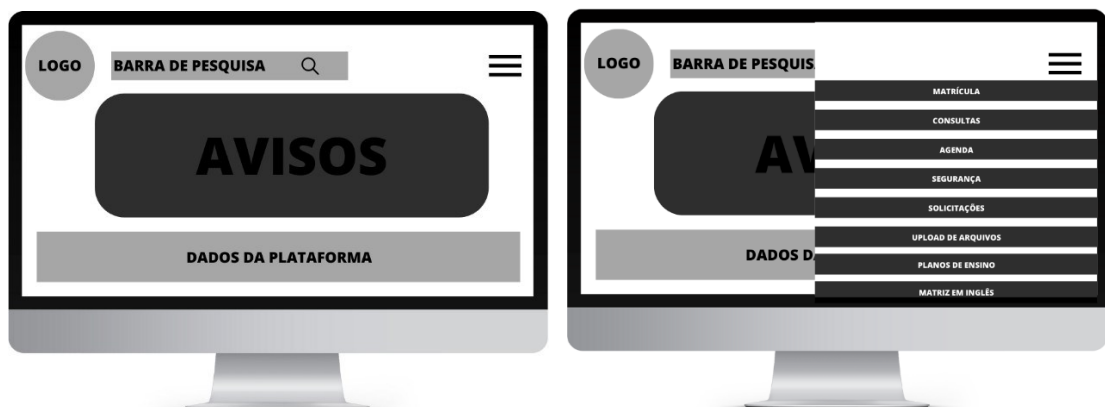 LOGO
BARRA DE PESQUISA
AVISOS
DADOS DA PLATAFORMA
LOGO
BARRA DE PESQUIS
AV
DADOS D
MATRÍCULA
CONSULTAS
AGENDA
SEGURANÇA
SOLICITAÇÕES
UPLOAD DE ARQUIVOS
PLANOS DE ENSINO
MATRIZ EM INGLÊS